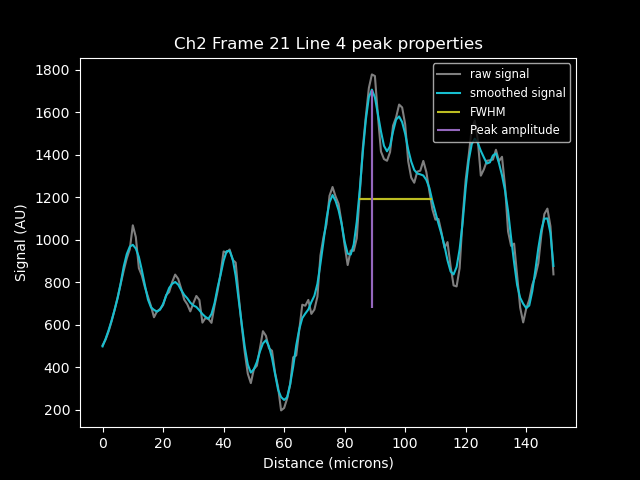 Ch2 Frame 21 Line 4 peak properties
raw signal
smoothed signal
FWHM
Peak amplitude
Signal (AU)
1800
1600
1400
1200
1000
800
600
400
200
0 20 40 60 80 100 120 140
Distance (microns)